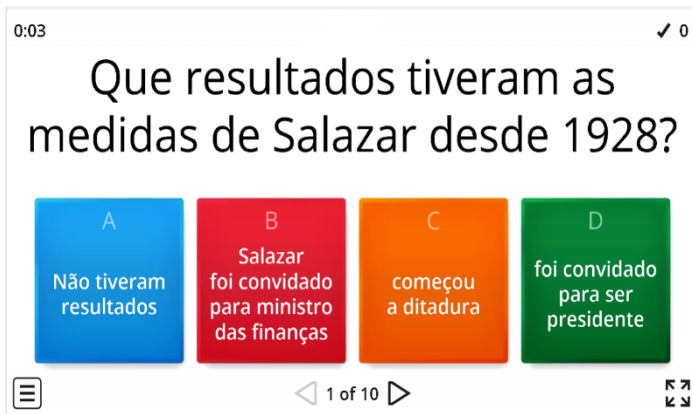 0:03
✓ 0
Que resultados tiveram as
medidas de Salazar desde 1928?
A
Não tiveram
resultados
B
Salazar
foi convidado
para ministro
das finanças
C
começou
a ditadura
D
foi convidado
para ser
presidente
1 of 10